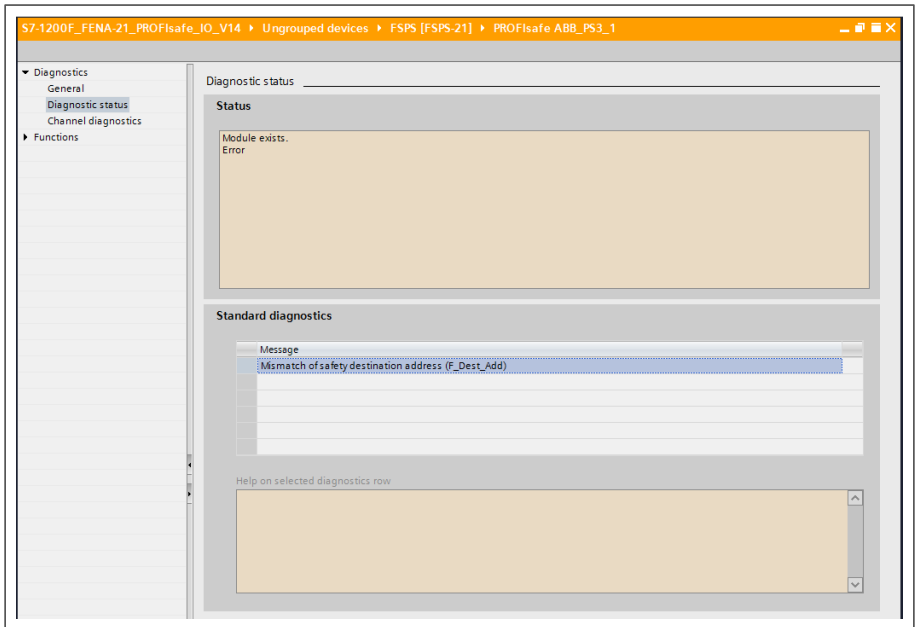 S7-1200F_FENA-21_PROFIsafe_IO_V14 ▸ Ungrouped devices ▸ FSPS [FSPS-21] ▸ PROFIsafe ABB_PS3_1
Diagnostics
General
Diagnostic status
Channel diagnostics
Functions
Diagnostic status
Status
Module exists.
Error
Standard diagnostics
Message
Mismatch of safety destination address (F_Dest_Add)
Help on selected diagnostics row